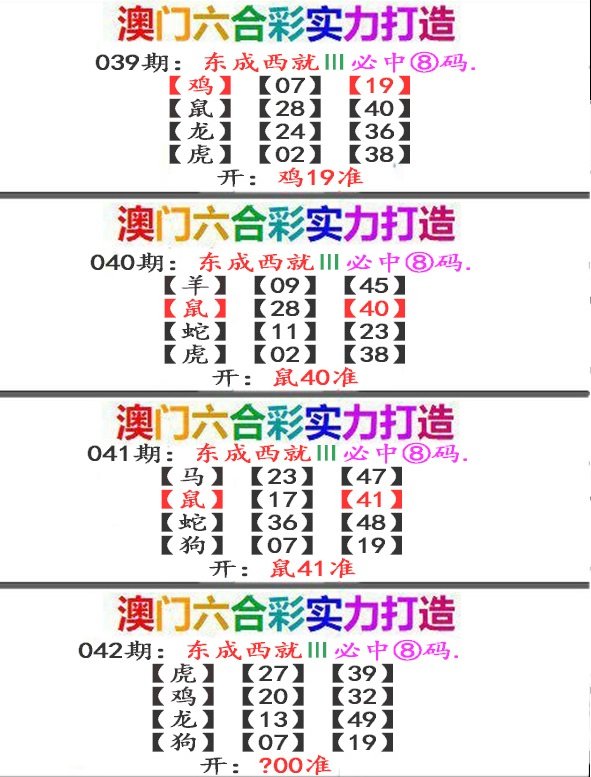 澳门六合彩实力打造
039期：东成西就III必中⑧码.
【鸡】【07】【19】
【鼠】【28】【40】
【龙】【24】【36】
【虎】【02】【38】
开：鸡19准
澳门六合彩实力打造
040期：东成西就III必中⑧码.
【羊】【09】【45】
【鼠】【28】【40】
【蛇】【11】【23】
【虎】【02】【38】
开：鼠40准
澳门六合彩实力打造
041期：东成西就III必中⑧码.
【马】【23】【47】
【鼠】【17】【41】
【蛇】【36】【48】
【狗】【07】【19】
开：鼠41准
澳门六合彩实力打造
042期：东成西就III必中⑧码.
【虎】【27】【39】
【鸡】【20】【32】
【龙】【13】【49】
【狗】【07】【19】
开：?00准